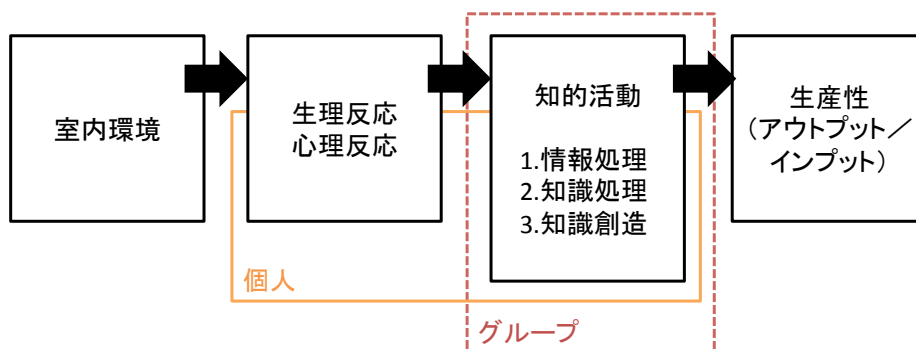 室内環境
生理反応
心理反応
知的活動
1.情報処理
2.知識処理
3.知識創造
生産性
（アウトプット／
インプット）
個人
グループ